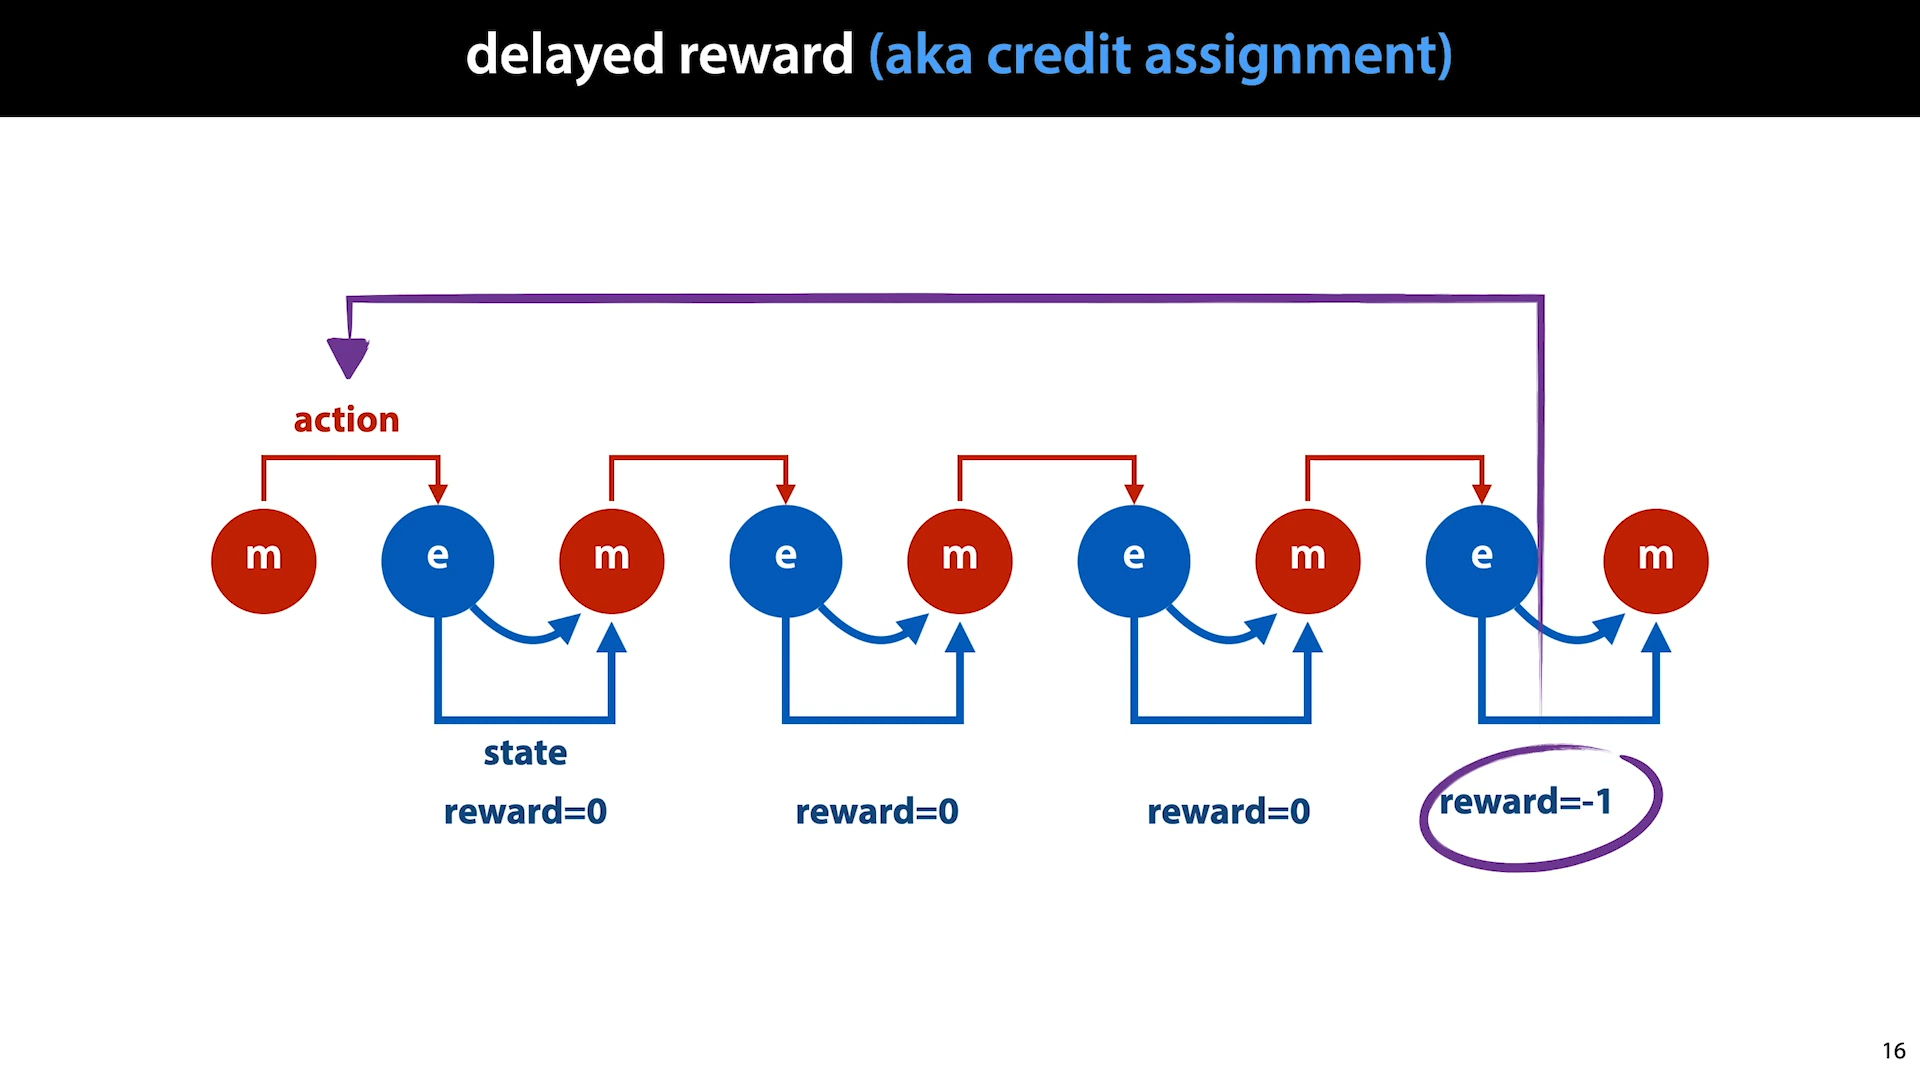 delayed reward (aka credit assignment)
action
m e m e m e m e m
state
reward=0 reward=0 reward=0 reward=-1
16